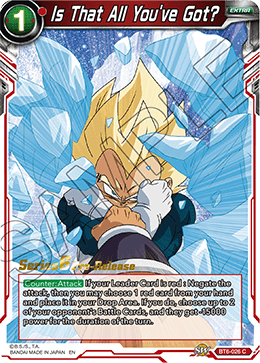 1
Is That All You've Got?
EXTRA
Series 6 Pre-Release
Counter:Attack If your Leader Card is red : Negate the
attack, then you may choose 1 red card from your hand
and place it in your Drop Area. If you do, choose up to 2
of your opponent's Battle Cards, and they get -15000
power for the duration of the turn.
©B.S./S., T.A.
BANDAI MADE IN JAPAN EN
BT6-026 C